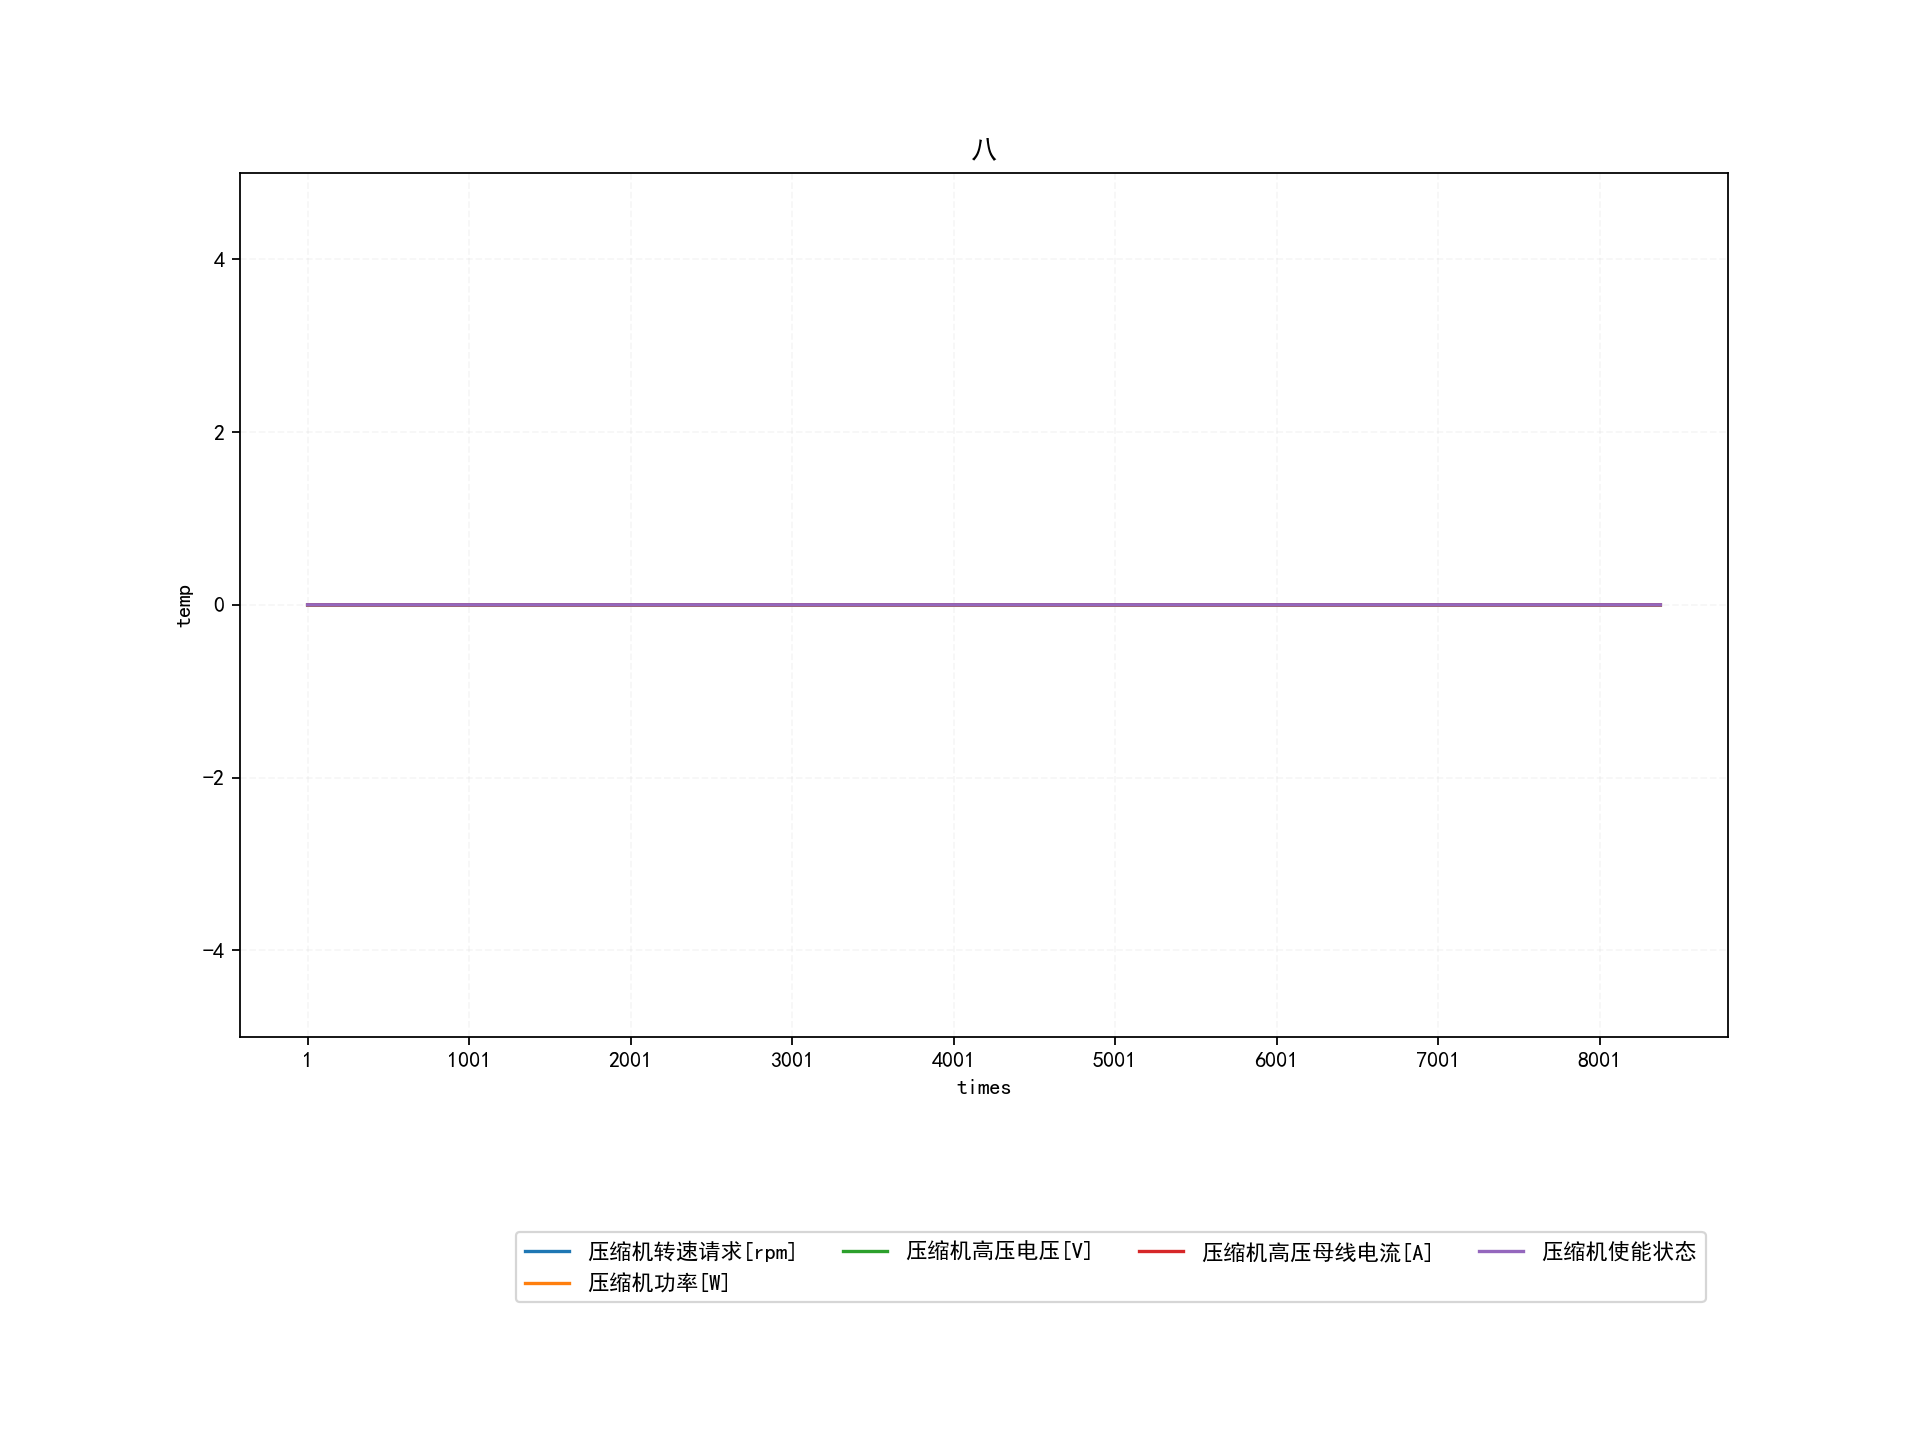 八
4
2
0
−2
−4
temp
1 1001 2001 3001 4001 5001 6001 7001 8001
times
压缩机转速请求[rpm] 压缩机高压电压[V] 压缩机高压母线电流[A] 压缩机使能状态
压缩机功率[W]